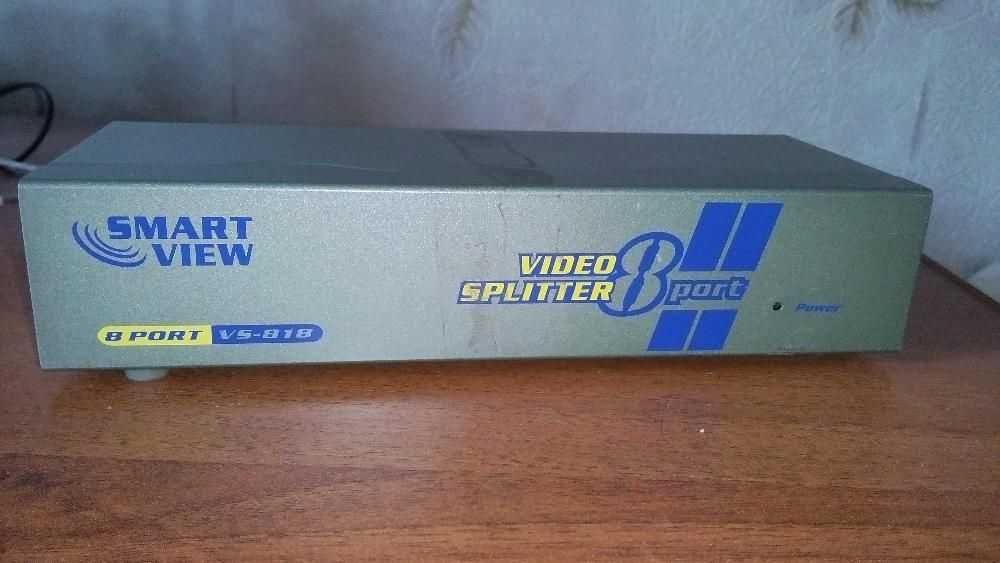 SMART
VIEW
VIDEO
SPLITTER
8
port
Power
8 PORT VS-818